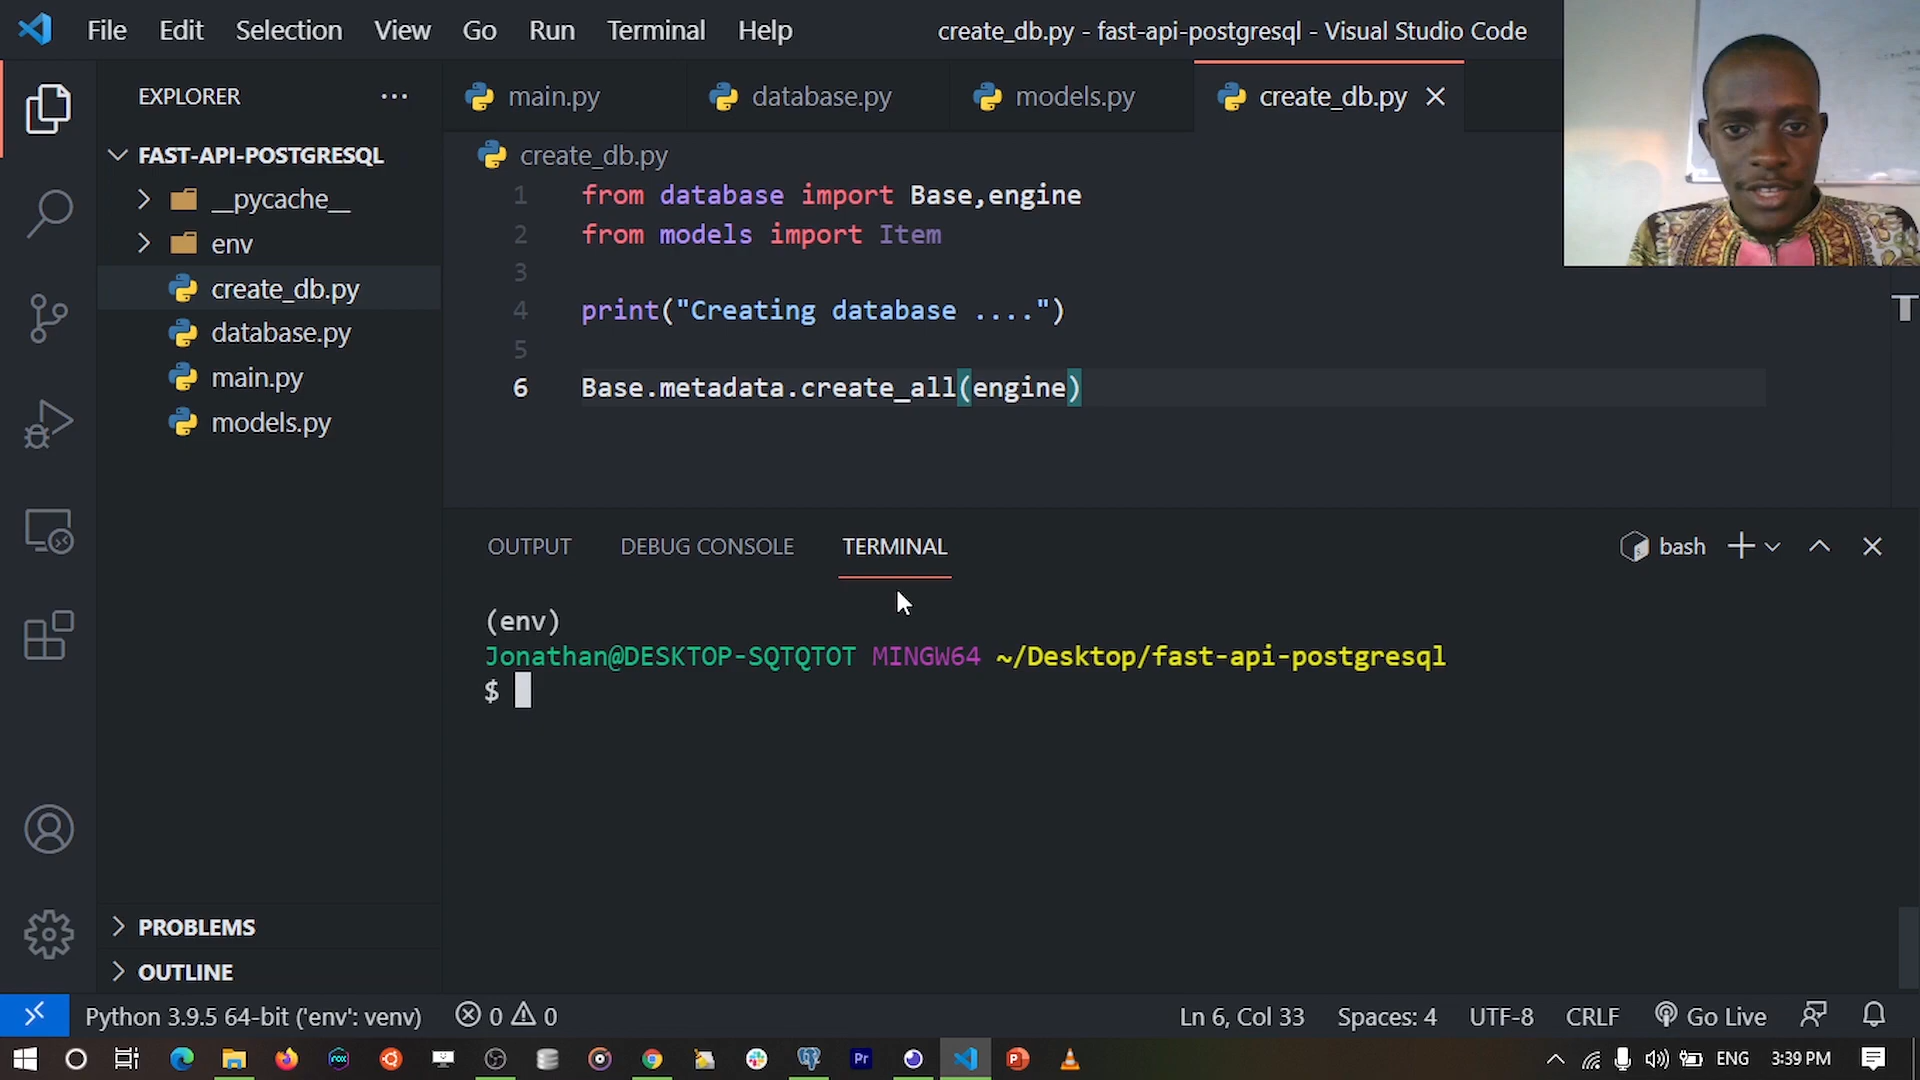 File Edit Selection View Go Run Terminal Help
create_db.py - fast-api-postgresql - Visual Studio Code
EXPLORER
FAST-API-POSTGRESQL
__pycache__
env
create_db.py
database.py
main.py
models.py
PROBLEMS
OUTLINE
main.py database.py models.py create_db.py
create_db.py
1 from database import Base,engine
2 from models import Item
3
4 print("Creating database ....")
5
6 Base.metadata.create_all(engine)
OUTPUT DEBUG CONSOLE TERMINAL
bash
(env)
Jonathan@DESKTOP-SQTQTOT MINGW64 ~/Desktop/fast-api-postgresql
$
Python 3.9.5 64-bit ('env': venv) 0 0
Ln 6, Col 33 Spaces: 4 UTF-8 CRLF Go Live
Pr
ENG 3:39 PM